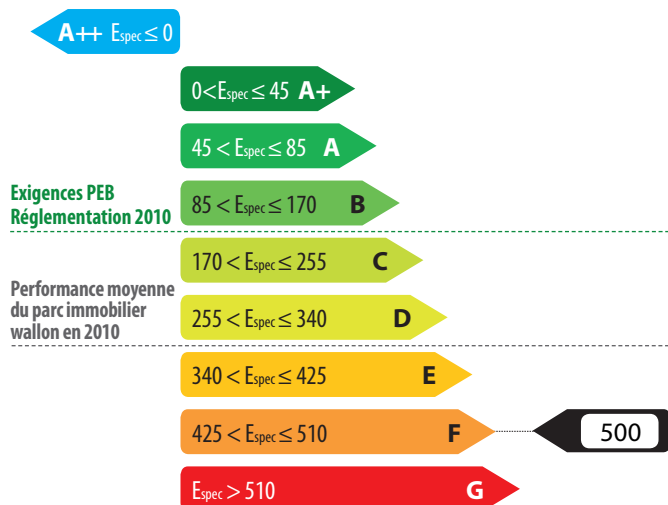 A++ Espec ≤ 0
0<Espec ≤ 45 A+
45 < Espec ≤ 85 A
Exigences PEB
Réglementation 2010
85 < Espec ≤ 170 B
170 < Espec ≤ 255 C
Performance moyenne
du parc immobilier
wallon en 2010
255 < Espec ≤ 340 D
340 < Espec ≤ 425 E
425 < Espec ≤ 510 F
500
Espec > 510 G